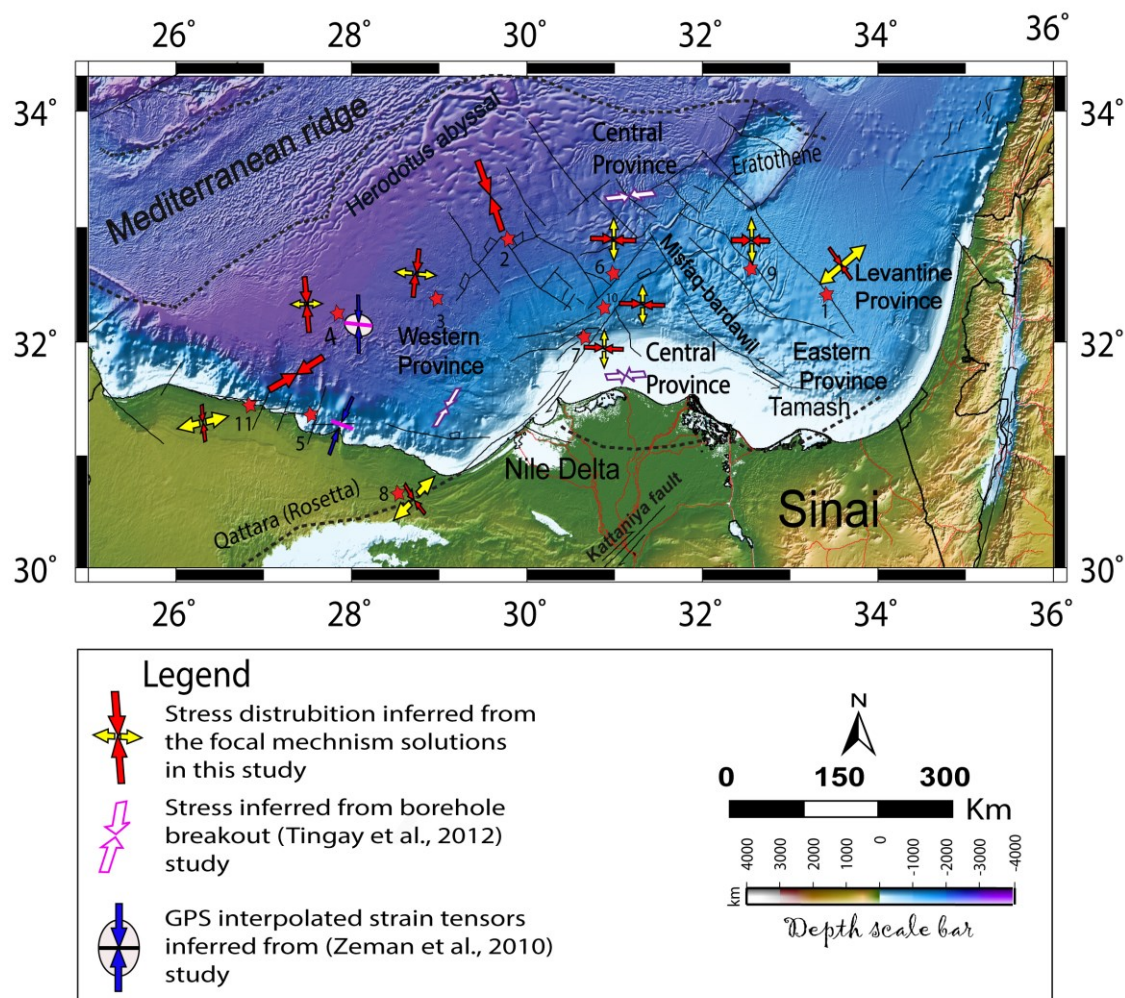 26° 28° 30° 32° 34° 36°
34°
34°
32°
32°
30°
30°
Mediterranean ridge
Herodotus abyssal
Central
Province
Eratothene
Misfaq-bardawil
Levantine
Province
Western
Province
Central
Province
Eastern
Province
Tamash
Nile Delta
Qattara (Rosetta)
Kattaniya fault
Sinai
1
2
3
4
5
6
7
8
9
10
11
26° 28° 30° 32° 34° 36°
Legend
Stress distrubition inferred from
the focal mechnism solutions
in this study
Stress inferred from borehole
breakout (Tingay et al., 2012)
study
GPS interpolated strain tensors
inferred from (Zeman et al., 2010)
study
N
0 150 300
Km
4000 3000 2000 1000 0 -1000 -2000 -3000 -4000
km
Depth scale bar